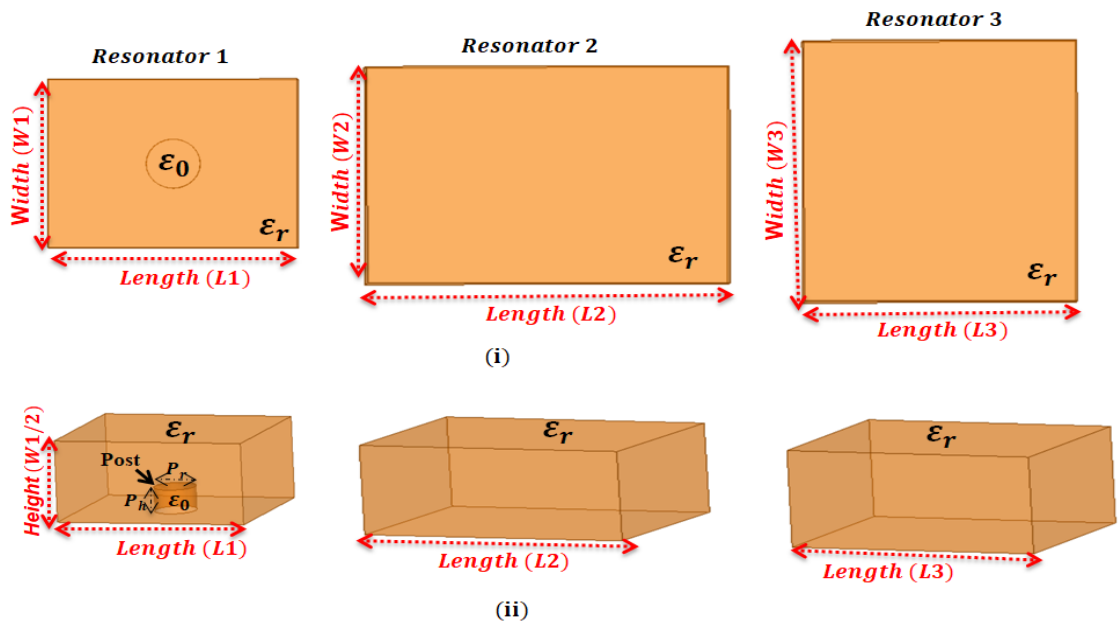 Resonator 1
Resonator 2
Resonator 3
Width (W1)
ε₀
εᵣ
Length (L1)
Width (W2)
εᵣ
Length (L2)
Width (W3)
εᵣ
Length (L3)
(i)
Height (W1/2)
εᵣ
Post
Pᵣ
Pₕ
ε₀
Length (L1)
εᵣ
Length (L2)
εᵣ
Length (L3)
(ii)